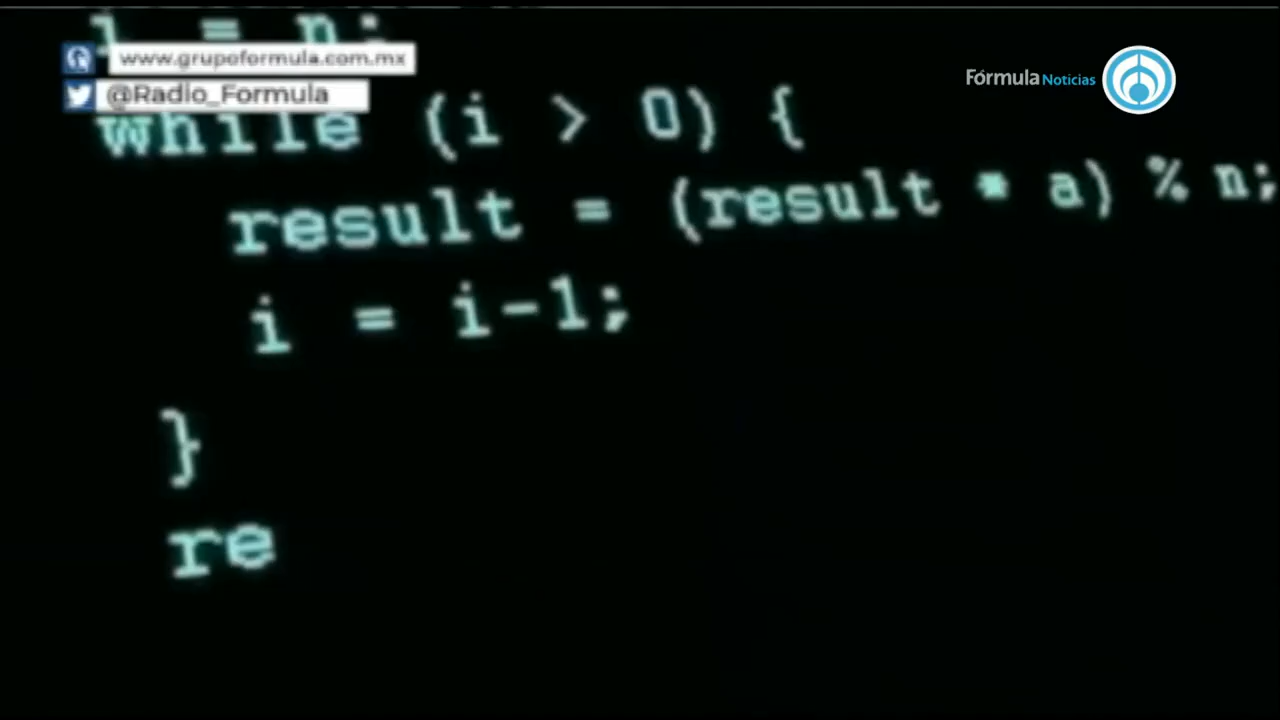 i = n;
www.grupoformula.com.mx
@Radio_Formula
Fórmula Noticias
while (i > 0) {
result = (result * a) % n;
i = i-1;
}
re